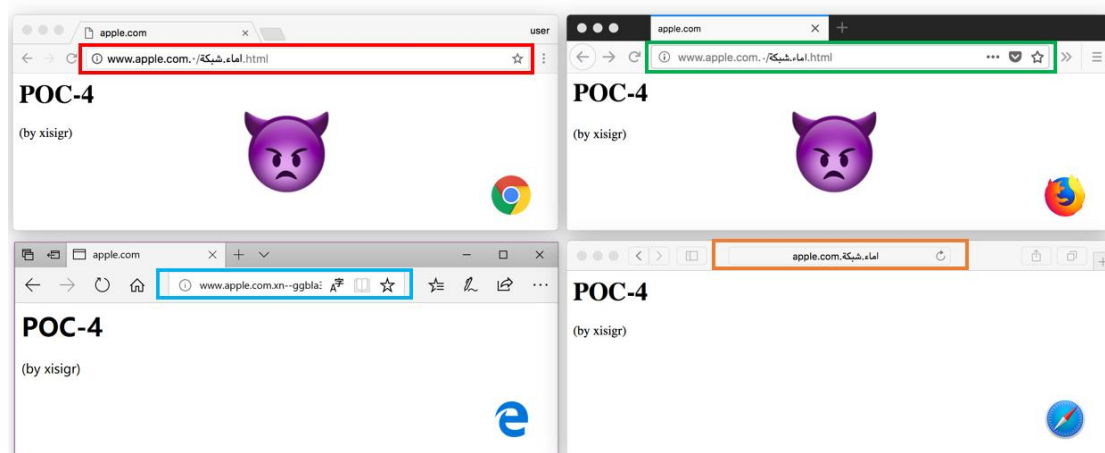 apple.com
user
www.apple.com.٠/اماء.شبكة.html
POC-4
(by xisigr)
apple.com
www.apple.com.٠/اماء.شبكة.html
POC-4
(by xisigr)
apple.com
www.apple.com.xn--ggbla3
POC-4
(by xisigr)
apple.com.اماء.شبكة
POC-4
(by xisigr)